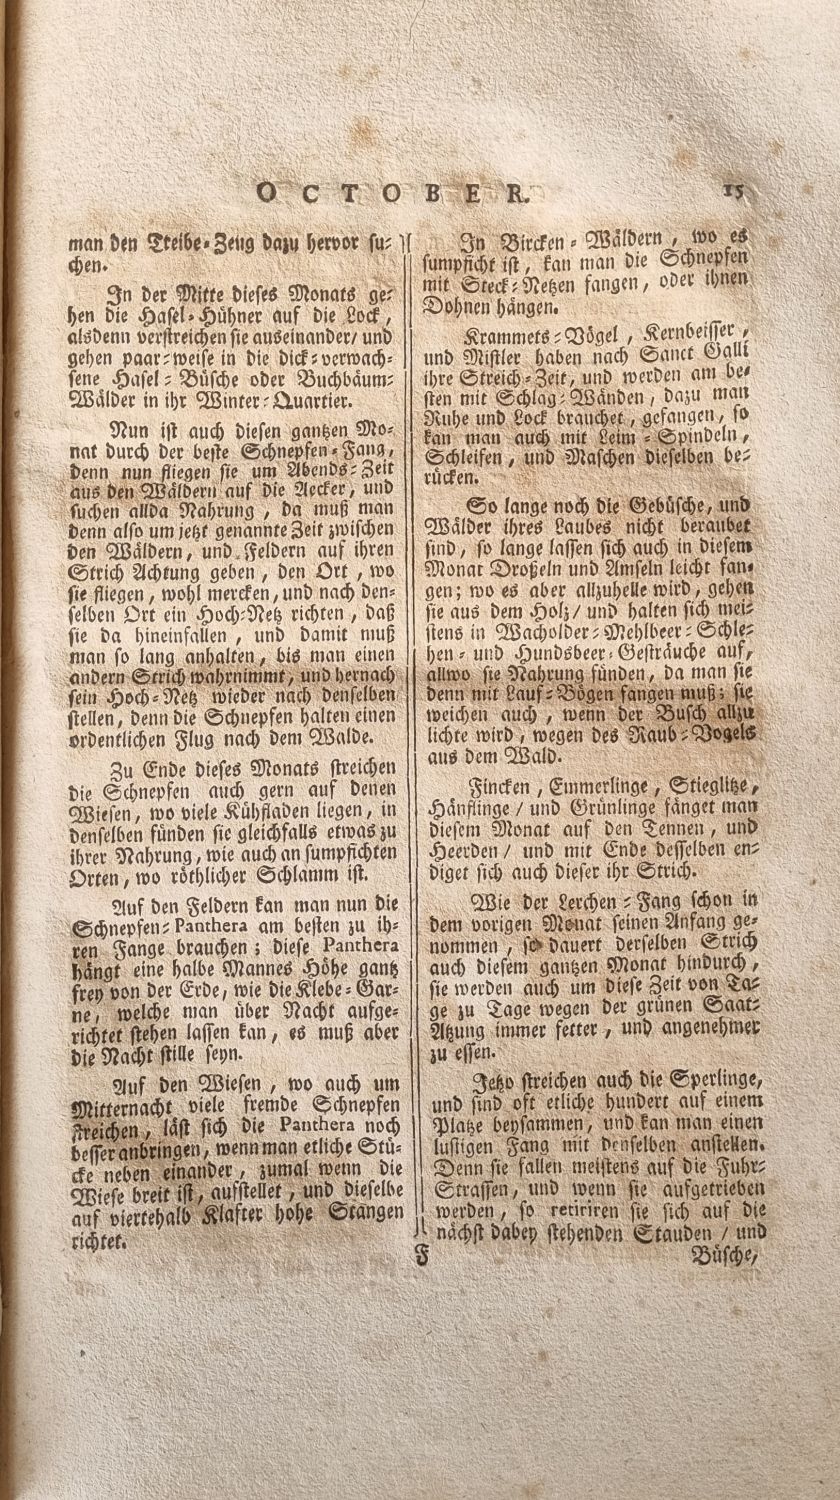 OCTOBER. 15
man den Tteibe-Zeug dazu hervor su-
chen.
In der Mitte dieses Monats ge-
hen die Hasel-Hühner auf die Lock,
alsdenn verstreichen sie auseinander/ und
gehen paar-weise in die dick-verwach-
sene Hasel-Büsche oder Buchbäum-
Wälder in ihr Winter-Quartier.
Nun ist auch diesen gantzen Mo-
nat durch der beste Schnepfen-Fang,
denn nun fliegen sie um Abends-Zeit
aus den Wäldern auf die Aecker, und
suchen allda Nahrung, da muß man
denn also um jetzt genannte Zeit zwischen
den Wäldern, und Feldern auf ihren
Strich Achtung geben, den Ort, wo
sie fliegen, wohl mercken, und nach den-
selben Ort ein Hoch-Netz richten, daß
sie da hineinfallen, und damit muß
man so lang anhalten, bis man einen
andern Strich wahrnimmt, und hernach
sein Hoch-Netz wieder nach denselben
stellen, denn die Schnepfen halten einen
ordentlichen Flug nach dem Walde.
Zu Ende dieses Monats streichen
die Schnepfen auch gern auf denen
Wiesen, wo viele Kühfladen liegen, in
denselben fünden sie gleichfalls etwas zu
ihrer Nahrung, wie auch an sumpfichten
Orten, wo röthlicher Schlamm ist.
Auf den Feldern kan man nun die
Schnepfen-Panthera am besten zu ih-
ren Fange brauchen; diese Panthera
hängt eine halbe Mannes Höhe gantz
frey von der Erde, wie die Klebe-Gar-
ne, welche man über Nacht aufge-
richtet stehen lassen kan, es muß aber
die Nacht stille seyn.
Auf den Wiesen, wo auch um
Mitternacht viele fremde Schnepfen
streichen, läst sich die Panthera noch
besser anbringen, wenn man etliche Stü-
cke neben einander, zumal wenn die
Wiese breit ist, aufstellet, und dieselbe
auf viertehalb Klafter hohe Stangen
richtet.
In Bircken-Wäldern, wo es
sumpficht ist, kan man die Schnepfen
mit Steck-Netzen fangen, oder ihnen
Dohnen hängen.
Krammets-Vögel, Kernbeisser,
und Mistler haben nach Sanct Galli
ihre Streich-Zeit, und werden am be-
sten mit Schlag-Wänden, dazu man
Ruhe und Lock brauchet, gefangen, so
kan man auch mit Leim-Spindeln,
Schleifen, und Maschen dieselben be-
rücken.
So lange noch die Gebüsche, und
Wälder ihres Laubes nicht beraubet
sind, so lange lassen sich auch in diesem
Monat Droßeln und Amseln leicht fan-
gen; wo es aber allzuhelle wird, gehen
sie aus dem Holz/ und halten sich mei-
stens in Wacholder-Mehlbeer-Schle-
hen- und Hundsbeer-Gesträuche auf,
allwo sie Nahrung fünden, da man sie
denn mit Lauf-Bögen fangen muß; sie
weichen auch, wenn der Busch allzu
lichte wird, wegen des Raub-Vogels
aus dem Wald.
Fincken, Emmerlinge, Stieglitze,
Hänflinge/ und Grünlinge fänget man
diesem Monat auf den Tennen, und
Heerden/ und mit Ende desselben en-
diget sich auch dieser ihr Strich.
Wie der Lerchen-Fang schon in
dem vorigen Monat seinen Anfang ge-
nommen, so dauert derselben Strich
auch diesem gantzen Monat hindurch,
sie werden auch um diese Zeit von Ta-
ge zu Tage wegen der grünen Saat-
Atzung immer fetter, und angenehmer
zu essen.
Jetzo streichen auch die Sperlinge,
und sind oft etliche hundert auf einem
Platze beysammen, und kan man einen
lustigen Fang mit denselben anstellen.
Denn sie fallen meistens auf die Fuhr-
Strassen, und wenn sie aufgetrieben
werden, so retiriren sie sich auf die
nächst dabey stehenden Stauden/ und
F Büsche,